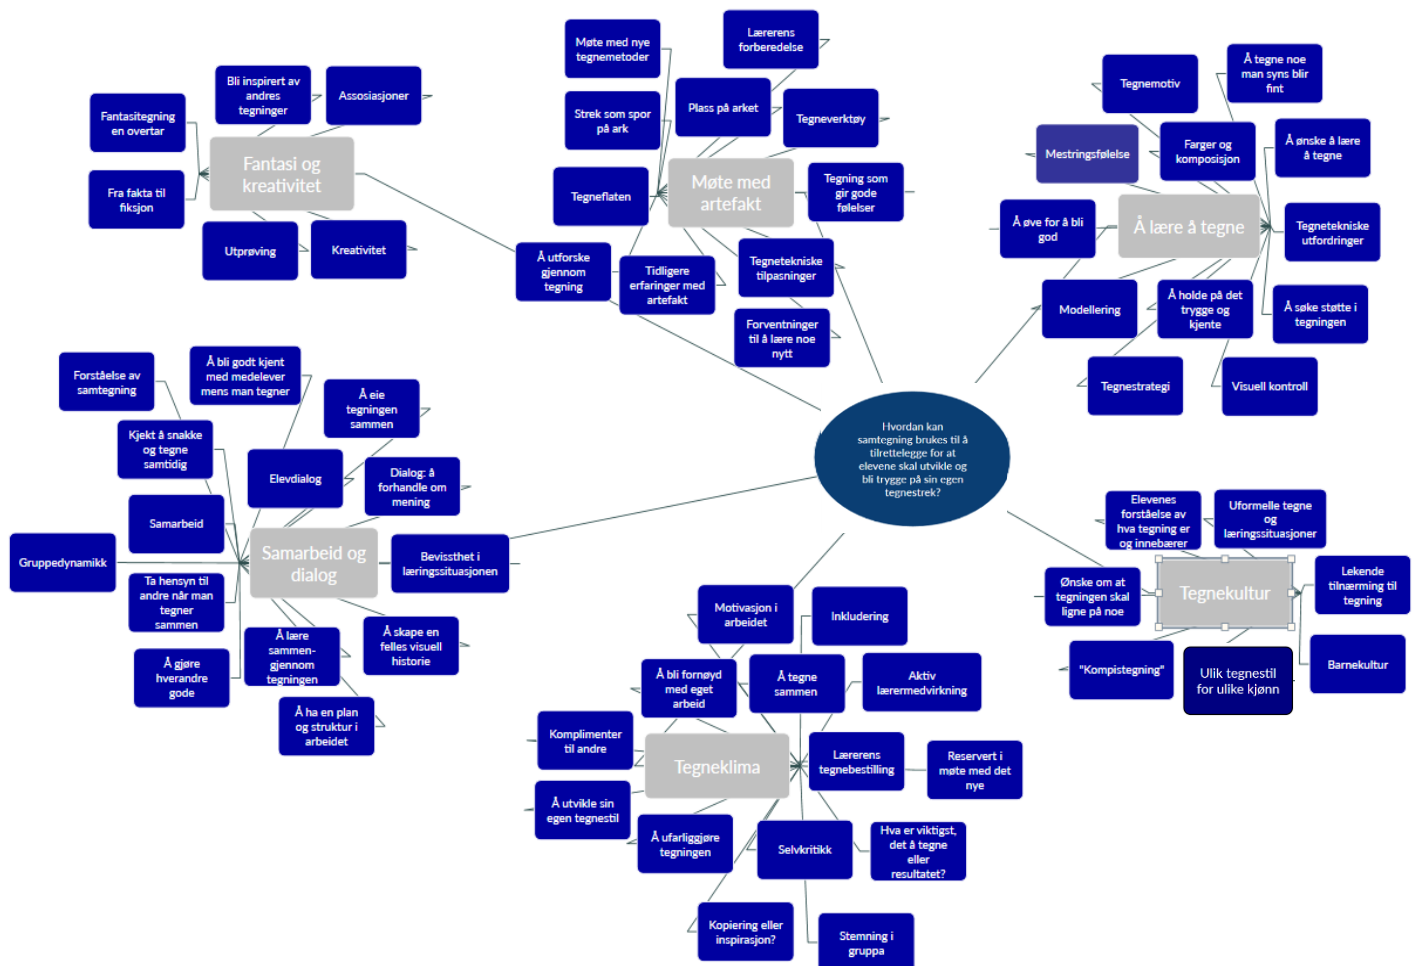 Bli inspirert av
andres
tegninger
Assosiasjoner
Fantasitegning
en overtar
Fantasi og
kreativitet
Fra fakta til
fiksjon
Utprøving
Kreativitet
Møte med nye
tegnemetoder
Lærerens
forberedelse
Strek som spor
på ark
Plass på arket
Tegneverktøy
Tegneflaten
Møte med
artefakt
Tegning som
gir gode
følelser
Å utforske
gjennom
tegning
Tidligere
erfaringer med
artefakt
Tegnetekniske
tilpasninger
Forventninger
til å lære noe
nytt
Tegnemotiv
Å tegne noe
man syns blir
fint
Mestringsfølelse
Farger og
komposisjon
Å ønske å lære
å tegne
Å øve for å bli
god
Å lære å tegne
Tegnetekniske
utfordringer
Modellering
Å holde på det
trygge og
kjente
Å søke støtte i
tegningen
Tegnestrategi
Visuell kontroll
Hvordan kan
samtegning brukes til å
tilrettelegge for at
elevene skal utvikle og
bli trygge på sin egen
tegnestrek?
Forståelse av
samtegning
Å bli godt kjent
med medelever
mens man tegner
Å eie
tegningen
sammen
Kjekt å snakke
og tegne
samtidig
Elevdialog
Dialog: å
forhandle om
mening
Samarbeid
Gruppedynamikk
Samarbeid og
dialog
Bevissthet i
læringssituasjonen
Ta hensyn til
andre når man
tegner
sammen
Å gjøre
hverandre
gode
Å lære
sammen-
gjennom
tegningen
Å skape en
felles visuell
historie
Å ha en plan
og struktur i
arbeidet
Motivasjon i
arbeidet
Inkludering
Å bli fornøyd
med eget
arbeid
Å tegne
sammen
Aktiv
lærermedvirkning
Komplimenter
til andre
Tegneklima
Lærerens
tegnebestilling
Reservert i
møte med det
nye
Å utvikle sin
egen tegnestil
Å ufarliggjøre
tegningen
Selvkritikk
Hva er viktigst,
det å tegne
eller
resultatet?
Kopiering eller
inspirasjon?
Stemning i
gruppa
Elevenes
forståelse av
hva tegning er
og innebærer
Uformelle tegne
og
læringssituasjoner
Ønske om at
tegningen skal
ligne på noe
Tegnekultur
Lekende
tilnærming til
tegning
"Kompistegning"
Ulik tegnestil
for ulike kjønn
Barnekultur